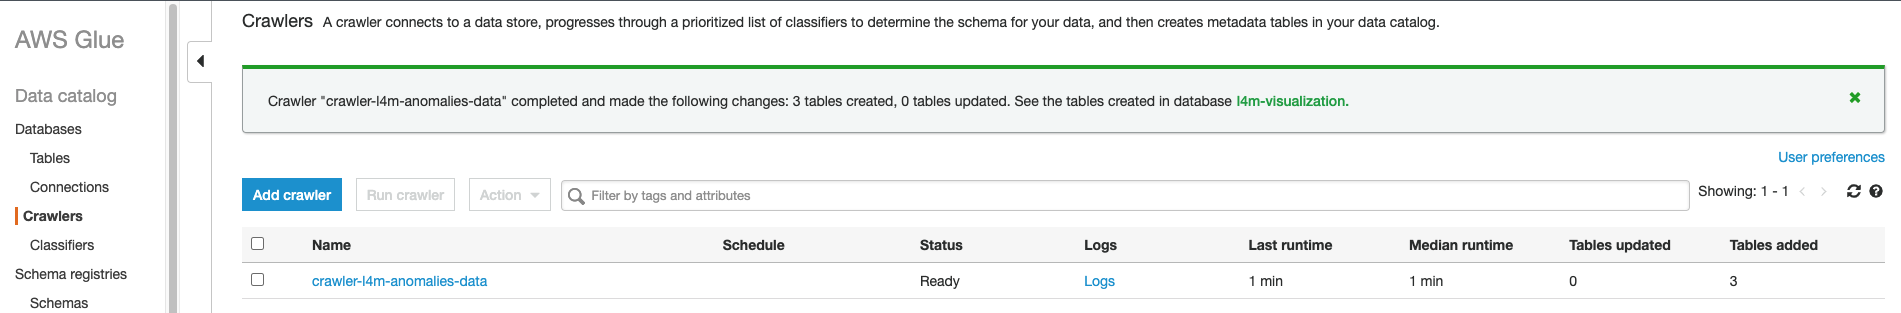 AWS Glue
Data catalog
Databases
Tables
Connections
Crawlers
Classifiers
Schema registries
Schemas
Crawlers A crawler connects to a data store, progresses through a prioritized list of classifiers to determine the schema for your data, and then creates metadata tables in your data catalog.
Crawler "crawler-l4m-anomalies-data" completed and made the following changes: 3 tables created, 0 tables updated. See the tables created in database l4m-visualization.
User preferences
Add crawler Run crawler Action Filter by tags and attributes Showing: 1 - 1
Name Schedule Status Logs Last runtime Median runtime Tables updated Tables added
crawler-l4m-anomalies-data Ready Logs 1 min 1 min 0 3